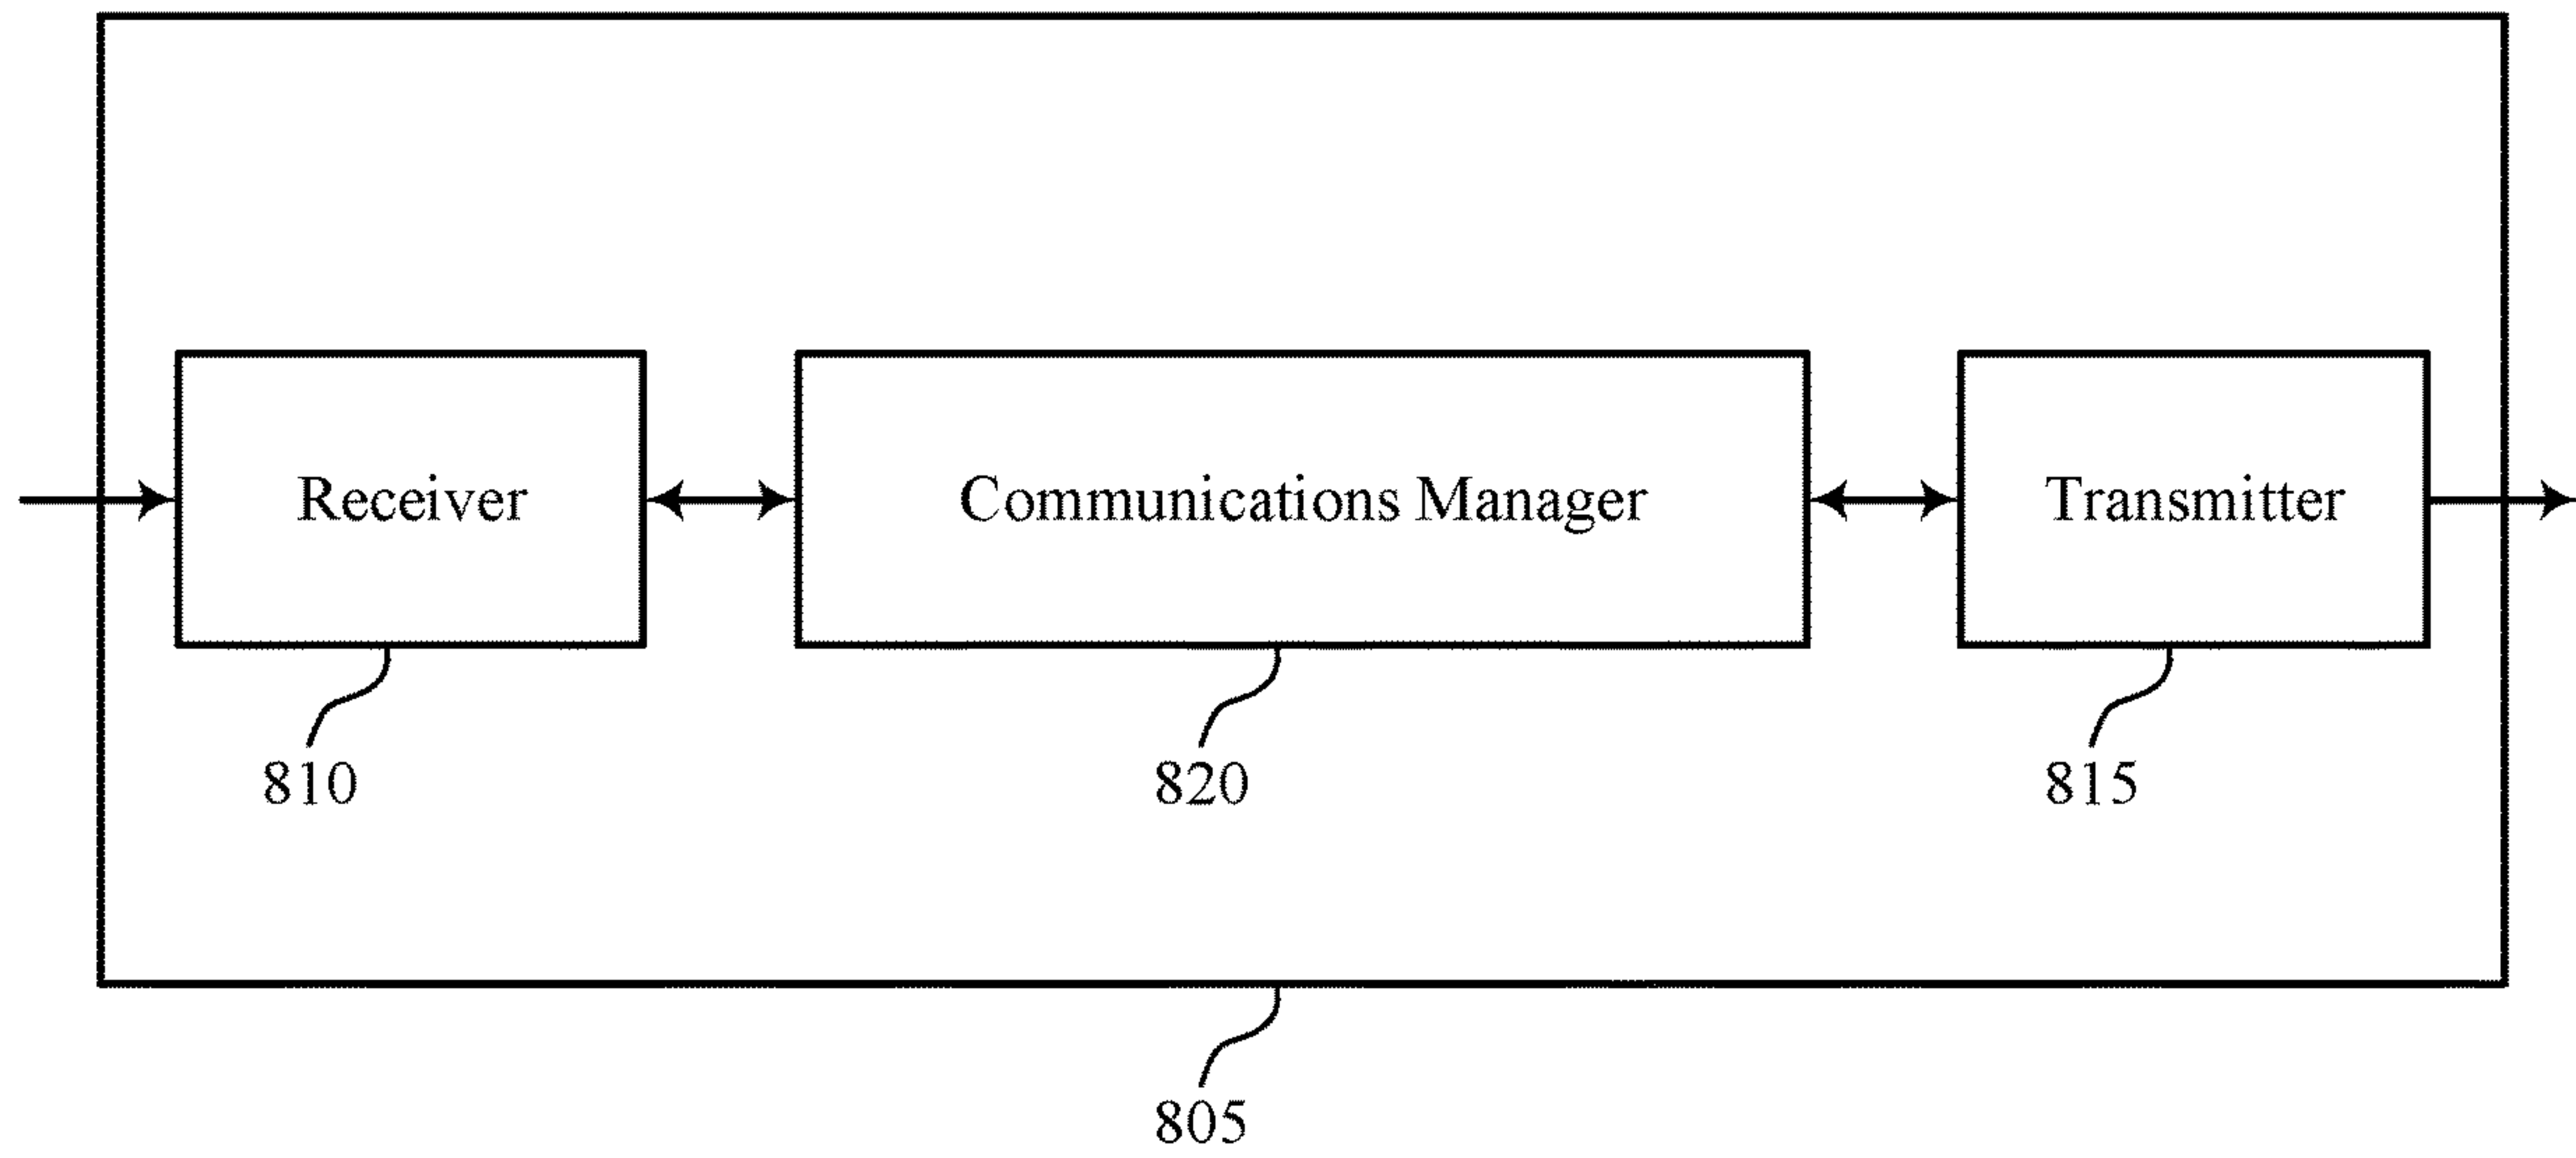 Receiver
Communications Manager
Transmitter
810
820
815
805